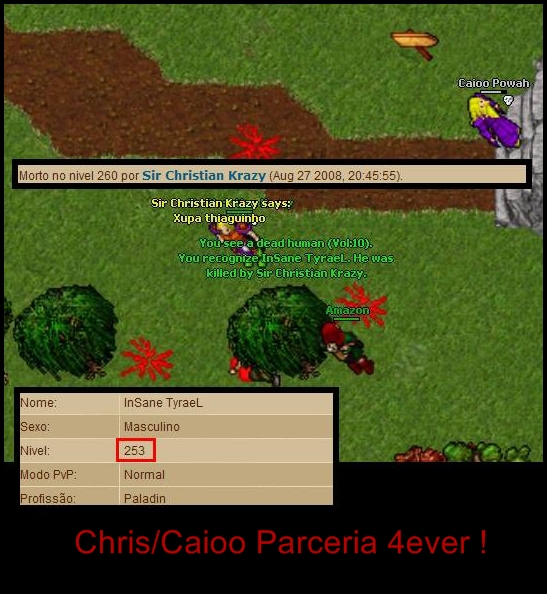 Caioo Powah
Morto no nivel 260 por Sir Christian Krazy (Aug 27 2008, 20:45:55).
Sir Christian Krazy says:
Xupa thiaguinho
You see a dead human (Vol:10).
You recognize InSane TyraeL. He was
killed by Sir Christian Krazy.
Amazon
Nome: InSane TyraeL
Sexo: Masculino
Nivel: 253
Modo PvP: Normal
Profissão: Paladin
Chris/Caioo Parceria 4ever !